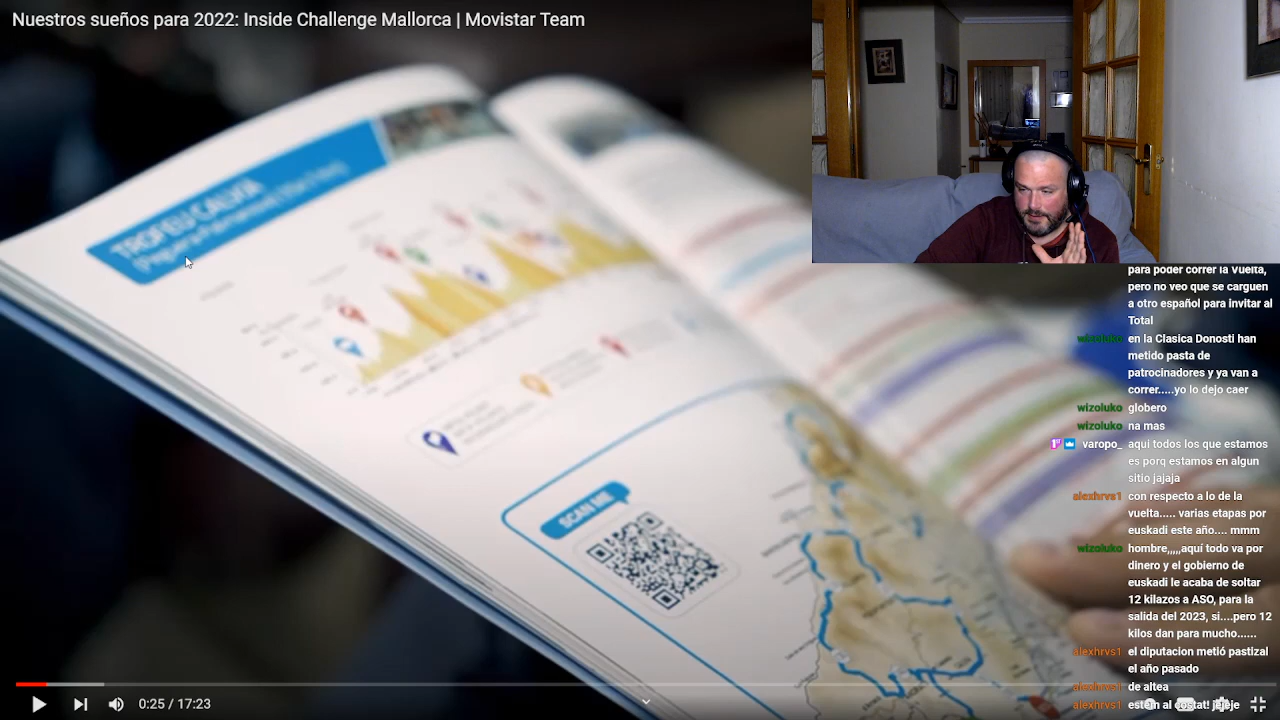 Nuestros sueños para 2022: Inside Challenge Mallorca | Movistar Team
TROFEU CALVIÀ
SCAN ME
para poder correr la Vuelta,
pero no veo que se carguen
a otro español para invitar al
Total
wizoluko en la Clasica Donosti han
metido pasta de
patrocinadores y ya van a
correr.....yo lo dejo caer
wizoluko globero
wizoluko na mas
varopo_ aqui todos los que estamos
es porq estamos en algun
sitio jajaja
alexhrvs1 con respecto a lo de la
vuelta..... varias etapas por
euskadi este año.... mmm
wizoluko hombre,,,,,aquí todo va por
dinero y el gobierno de
euskadi le acaba de soltar
12 kilazos a ASO, para la
salida del 2023, si....pero 12
kilos dan para mucho......
alexhrvs1 el diputacion metió pastizal
el año pasado
alexhrvs1 de altea
alexhrvs1 estem al costat! jejeje
0:25 / 17:23